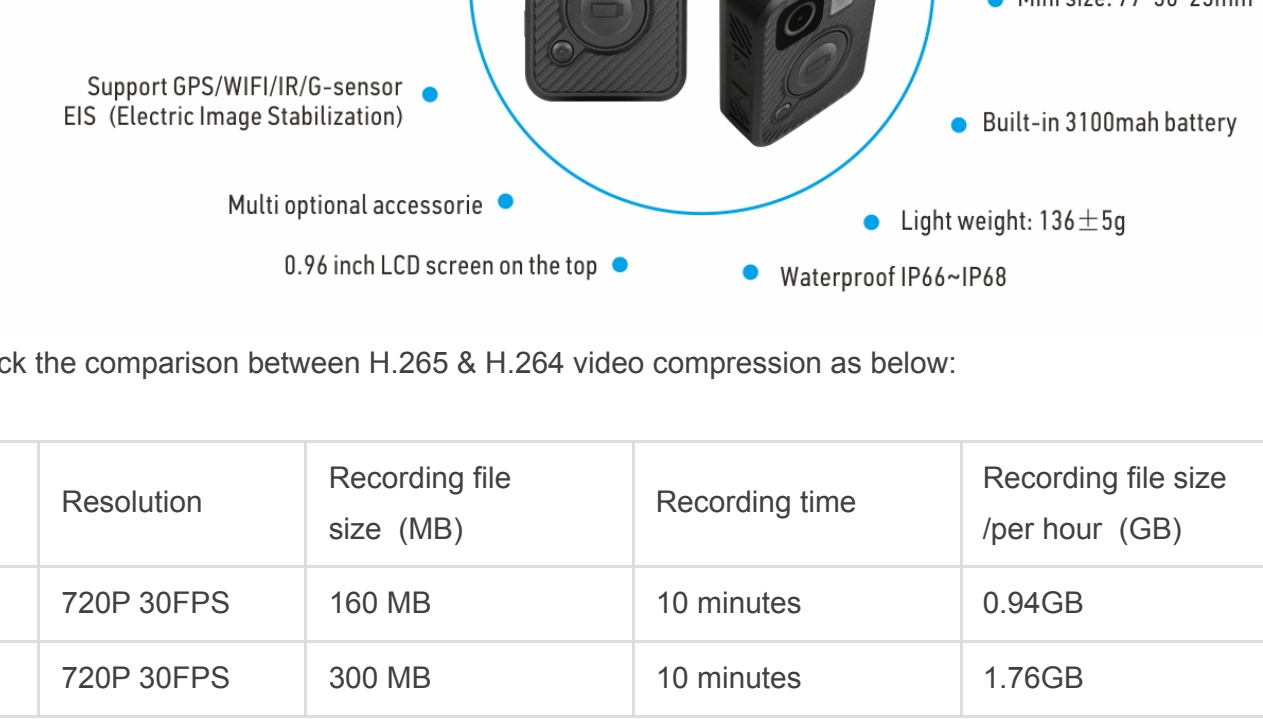 Support GPS/WIFI/IR/G-sensor
EIS (Electric Image Stabilization)
Built-in 3100mah battery
Multi optional accessorie
Light weight: 136±5g
0.96 inch LCD screen on the top
Waterproof IP66~IP68
the comparison between H.265 & H.264 video compression as below:
Resolution
Recording file
size (MB)
Recording time
Recording file size
/per hour (GB)
720P 30FPS
160 MB
10 minutes
0.94GB
720P 30FPS
300 MB
10 minutes
1.76GB